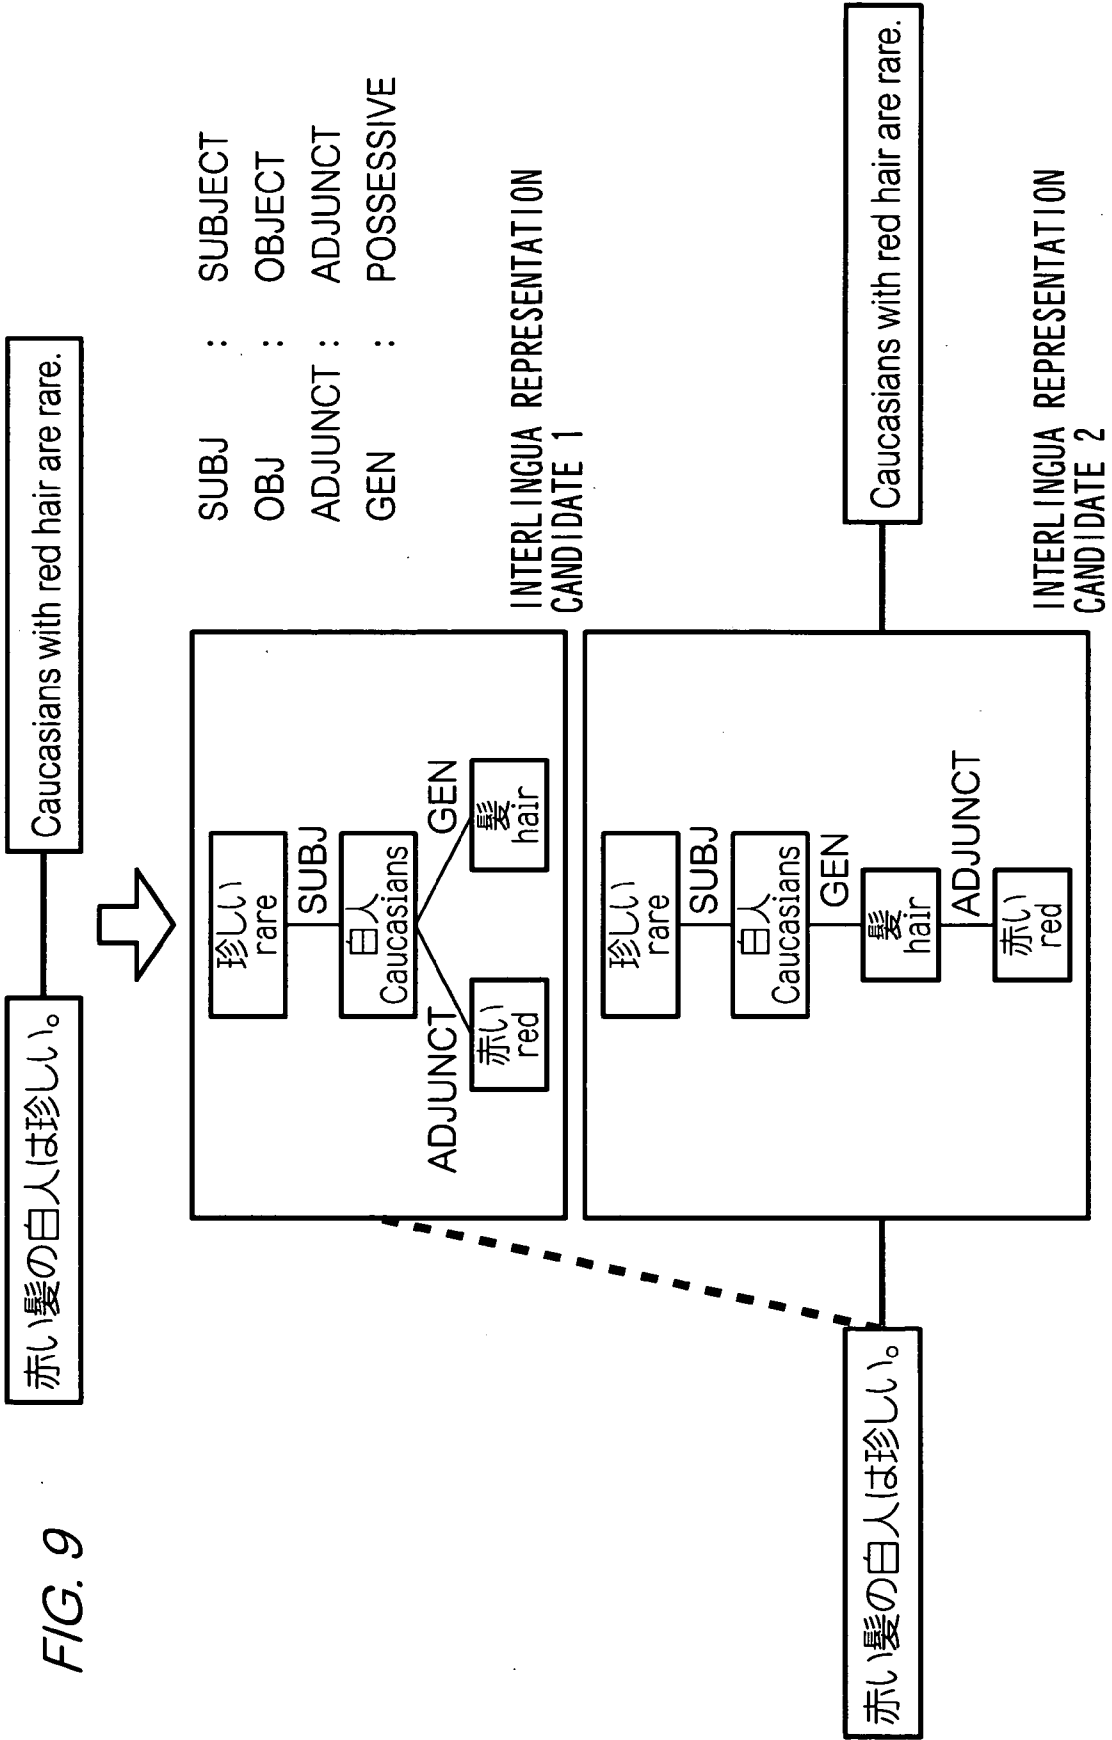 FIG. 9
赤い髪の白人は珍しい。
Caucasians with red hair are rare.
SUBJ : SUBJECT
OBJ : OBJECT
ADJUNCT : ADJUNCT
GEN : POSSESSIVE
珍しい
rare
SUBJ
白人
Caucasians
ADJUNCT
GEN
赤い
red
髪
hair
INTERLINGUA REPRESENTATION
CANDIDATE 1
赤い髪の白人は珍しい。
珍しい
rare
SUBJ
白人
Caucasians
GEN
髪
hair
ADJUNCT
赤い
red
Caucasians with red hair are rare.
INTERLINGUA REPRESENTATION
CANDIDATE 2